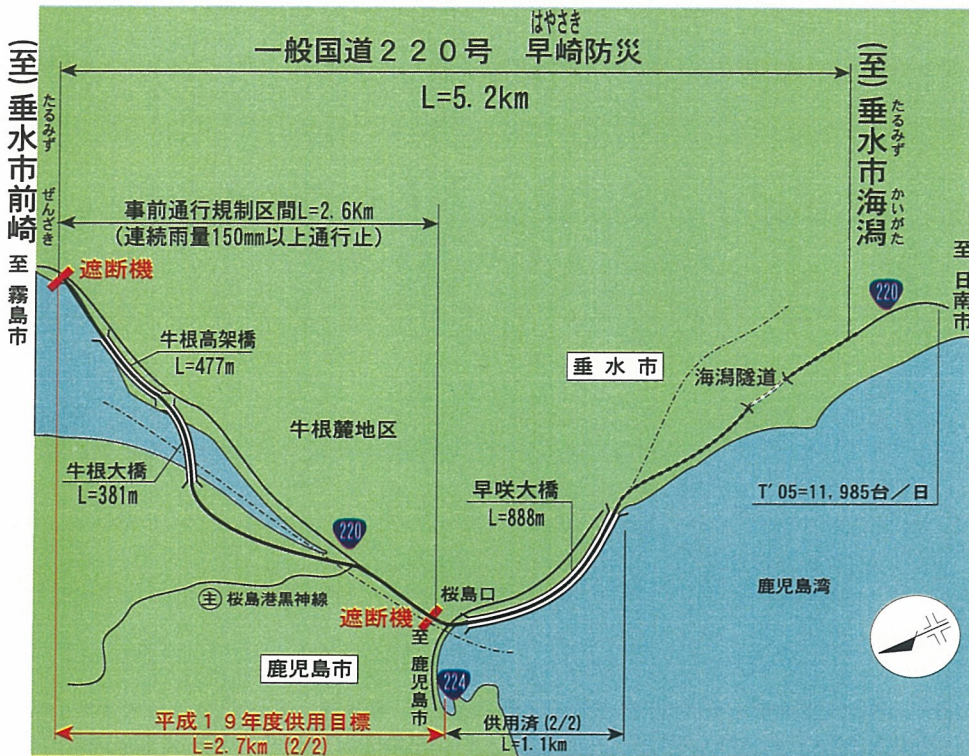 はやさき
一般国道220号 早崎防災
L=5.2km
(至)垂水市前崎
たるみず ぜんざき
至 霧島市
(至)垂水市海潟
たるみず かいがた
至 日南市
事前通行規制区間L=2.6Km
(連続雨量150mm以上通行止)
遮断機
220
牛根高架橋
L=477m
垂水市
海潟隧道
牛根麓地区
牛根大橋
L=381m
早咲大橋
L=888m
T'05=11,985台/日
220
主 桜島港黒神線
桜島口
鹿児島湾
遮断機
至 鹿児島市
鹿児島市
224
平成19年度供用目標
L=2.7km (2/2)
供用済(2/2)
L=1.1km